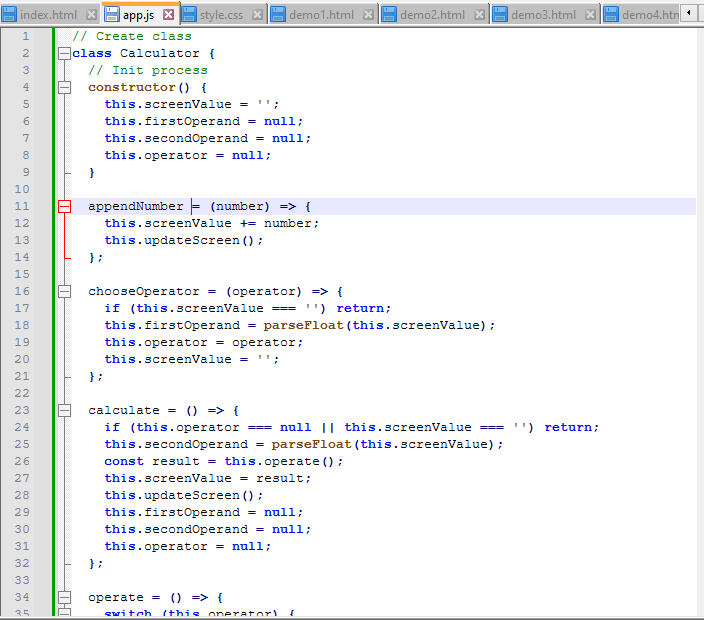 index.html app.js style.css demo1.html demo2.html demo3.html demo4.htm
1 // Create class
2 class Calculator {
3 // Init process
4 constructor() {
5 this.screenValue = '';
6 this.firstOperand = null;
7 this.secondOperand = null;
8 this.operator = null;
9 }
10
11 appendNumber = (number) => {
12 this.screenValue += number;
13 this.updateScreen();
14 };
15
16 chooseOperator = (operator) => {
17 if (this.screenValue === '') return;
18 this.firstOperand = parseFloat(this.screenValue);
19 this.operator = operator;
20 this.screenValue = '';
21 };
22
23 calculate = () => {
24 if (this.operator === null || this.screenValue === '') return;
25 this.secondOperand = parseFloat(this.screenValue);
26 const result = this.operate();
27 this.screenValue = result;
28 this.updateScreen();
29 this.firstOperand = null;
30 this.secondOperand = null;
31 this.operator = null;
32 };
33
34 operate = () => {
35 switch (this.operator) {